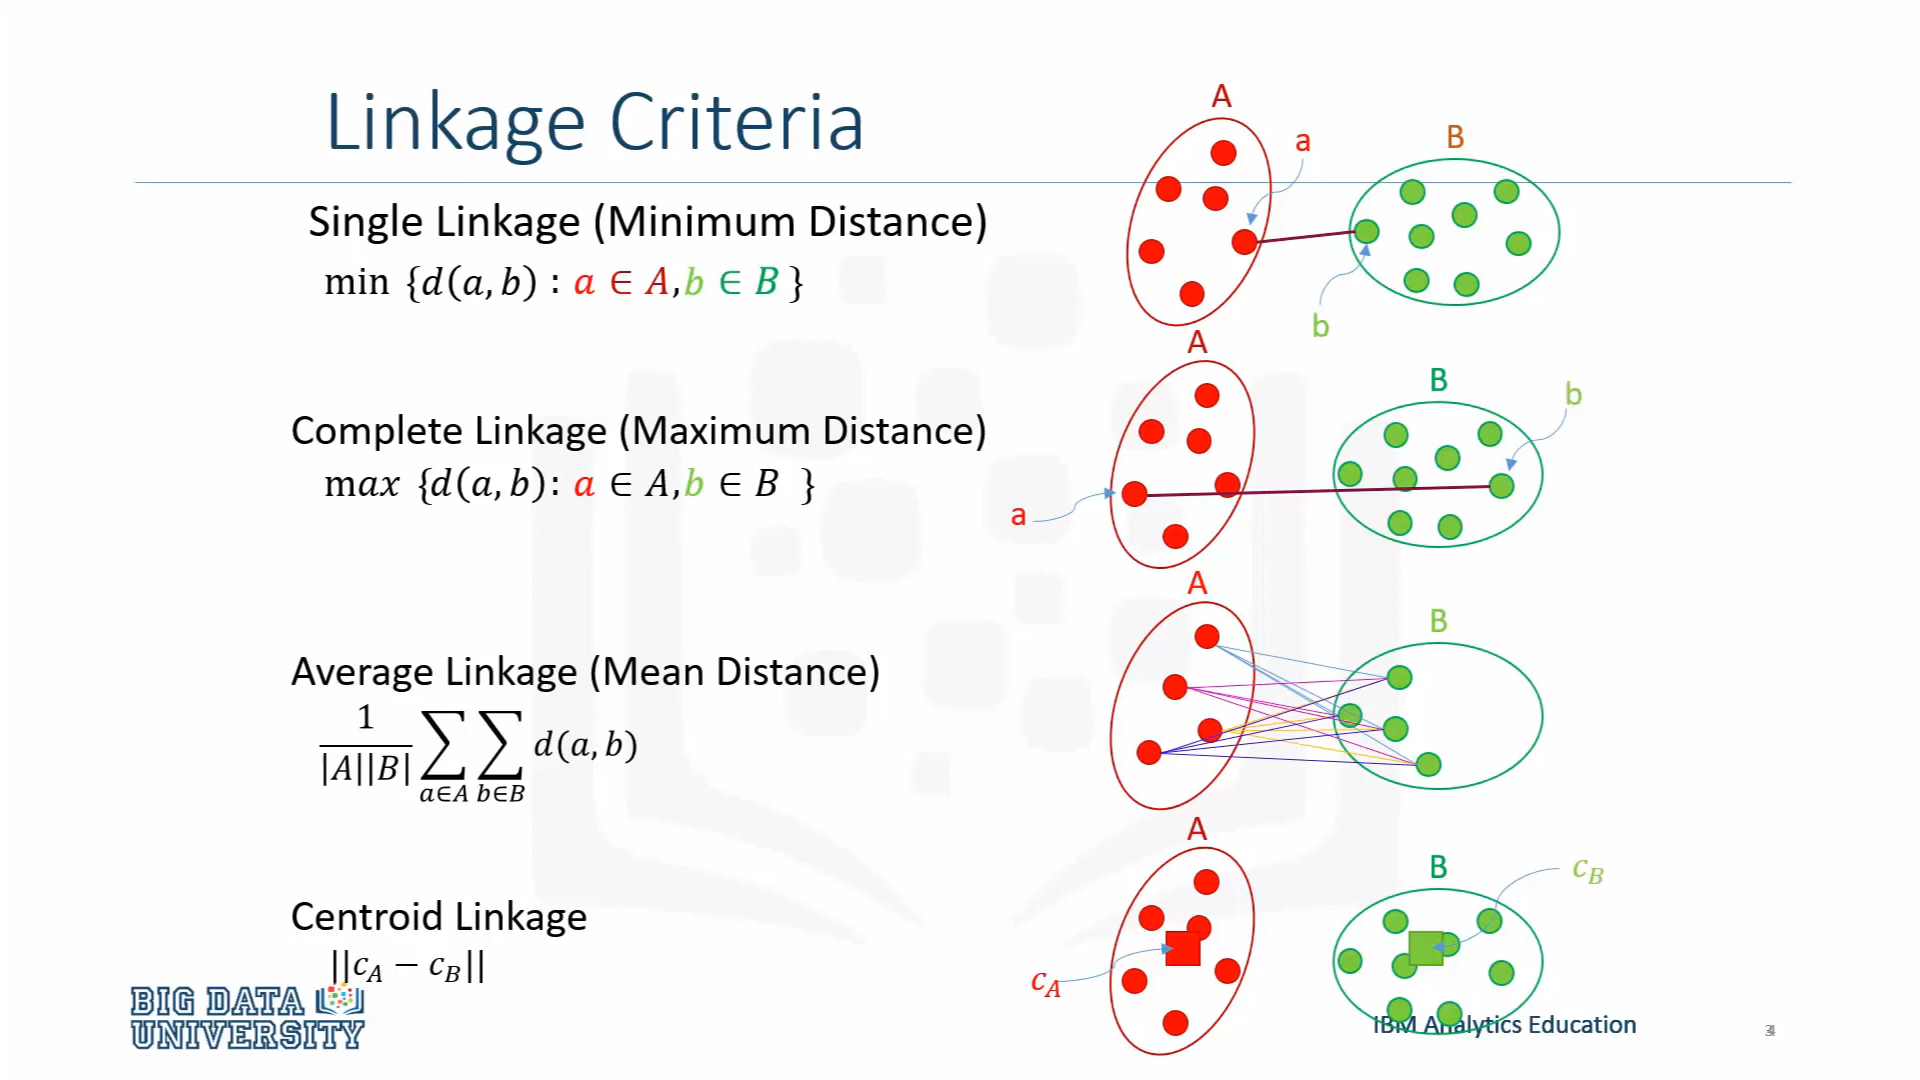 Linkage Criteria
Single Linkage (Minimum Distance)
min {d(a, b) : a ∈ A, b ∈ B }
A
a
B
b
Complete Linkage (Maximum Distance)
max {d(a, b): a ∈ A, b ∈ B }
A
B
b
a
Average Linkage (Mean Distance)
1
|A||B| ∑ ∑ d(a, b)
a∈A b∈B
A
B
Centroid Linkage
||c_A − c_B||
A
B
c_B
c_A
BIG DATA
UNIVERSITY
IBM Analytics Education